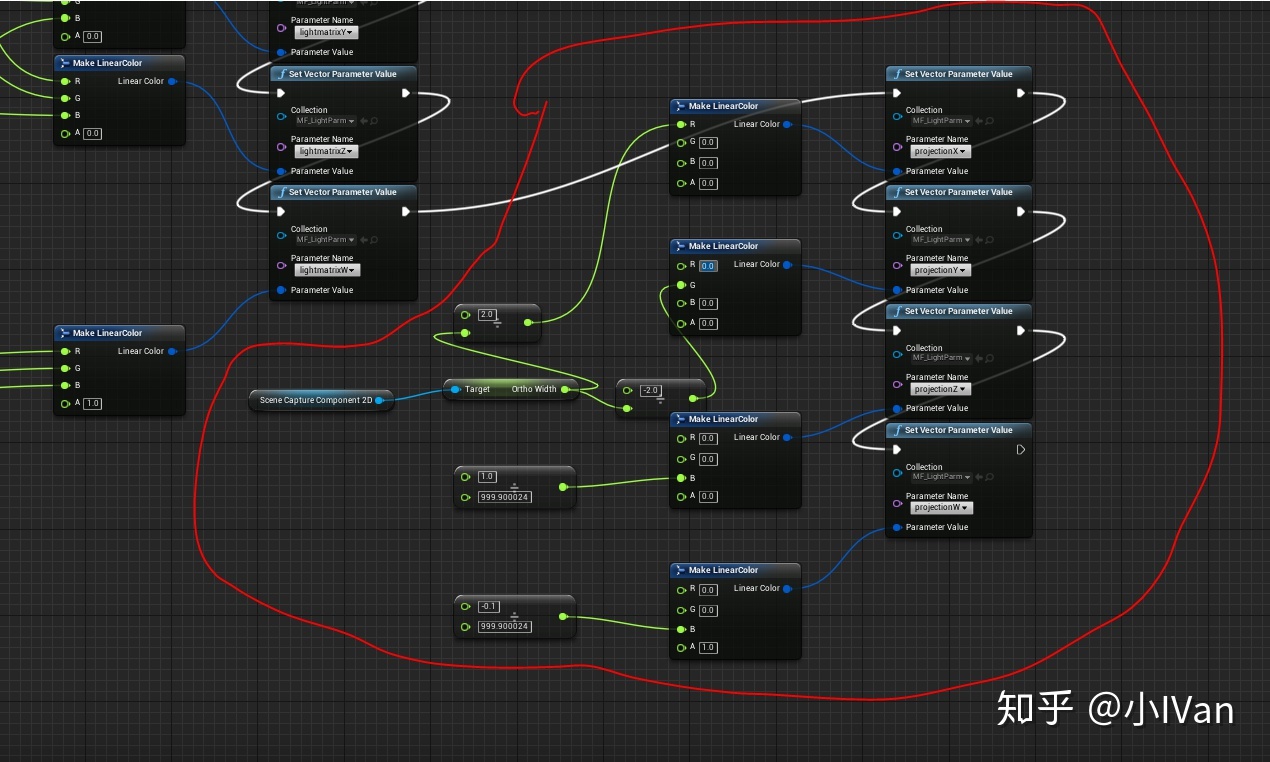 G
B
A 0.0
Make LinearColor
R Linear Color
G
B
A 0.0
Make LinearColor
R Linear Color
G
B
A 1.0
MF_LightParm
Parameter Name
lightmatrixY
Parameter Value
Set Vector Parameter Value
Collection
MF_LightParm
Parameter Name
lightmatrixZ
Parameter Value
Set Vector Parameter Value
Collection
MF_LightParm
Parameter Name
lightmatrixW
Parameter Value
Scene Capture Component 2D
Target Ortho Width
2.0
÷
-2.0
÷
1.0
÷
999.900024
-0.1
÷
999.900024
Make LinearColor
R Linear Color
G 0.0
B 0.0
A 0.0
Make LinearColor
R 0.0 Linear Color
G
B 0.0
A 0.0
Make LinearColor
R 0.0 Linear Color
G 0.0
B
A 0.0
Make LinearColor
R 0.0 Linear Color
G 0.0
B
A 1.0
Set Vector Parameter Value
Collection
MF_LightParm
Parameter Name
projectionX
Parameter Value
Set Vector Parameter Value
Collection
MF_LightParm
Parameter Name
projectionY
Parameter Value
Set Vector Parameter Value
Collection
MF_LightParm
Parameter Name
projectionZ
Parameter Value
Set Vector Parameter Value
Collection
MF_LightParm
Parameter Name
projectionW
Parameter Value
知乎 @小IVan